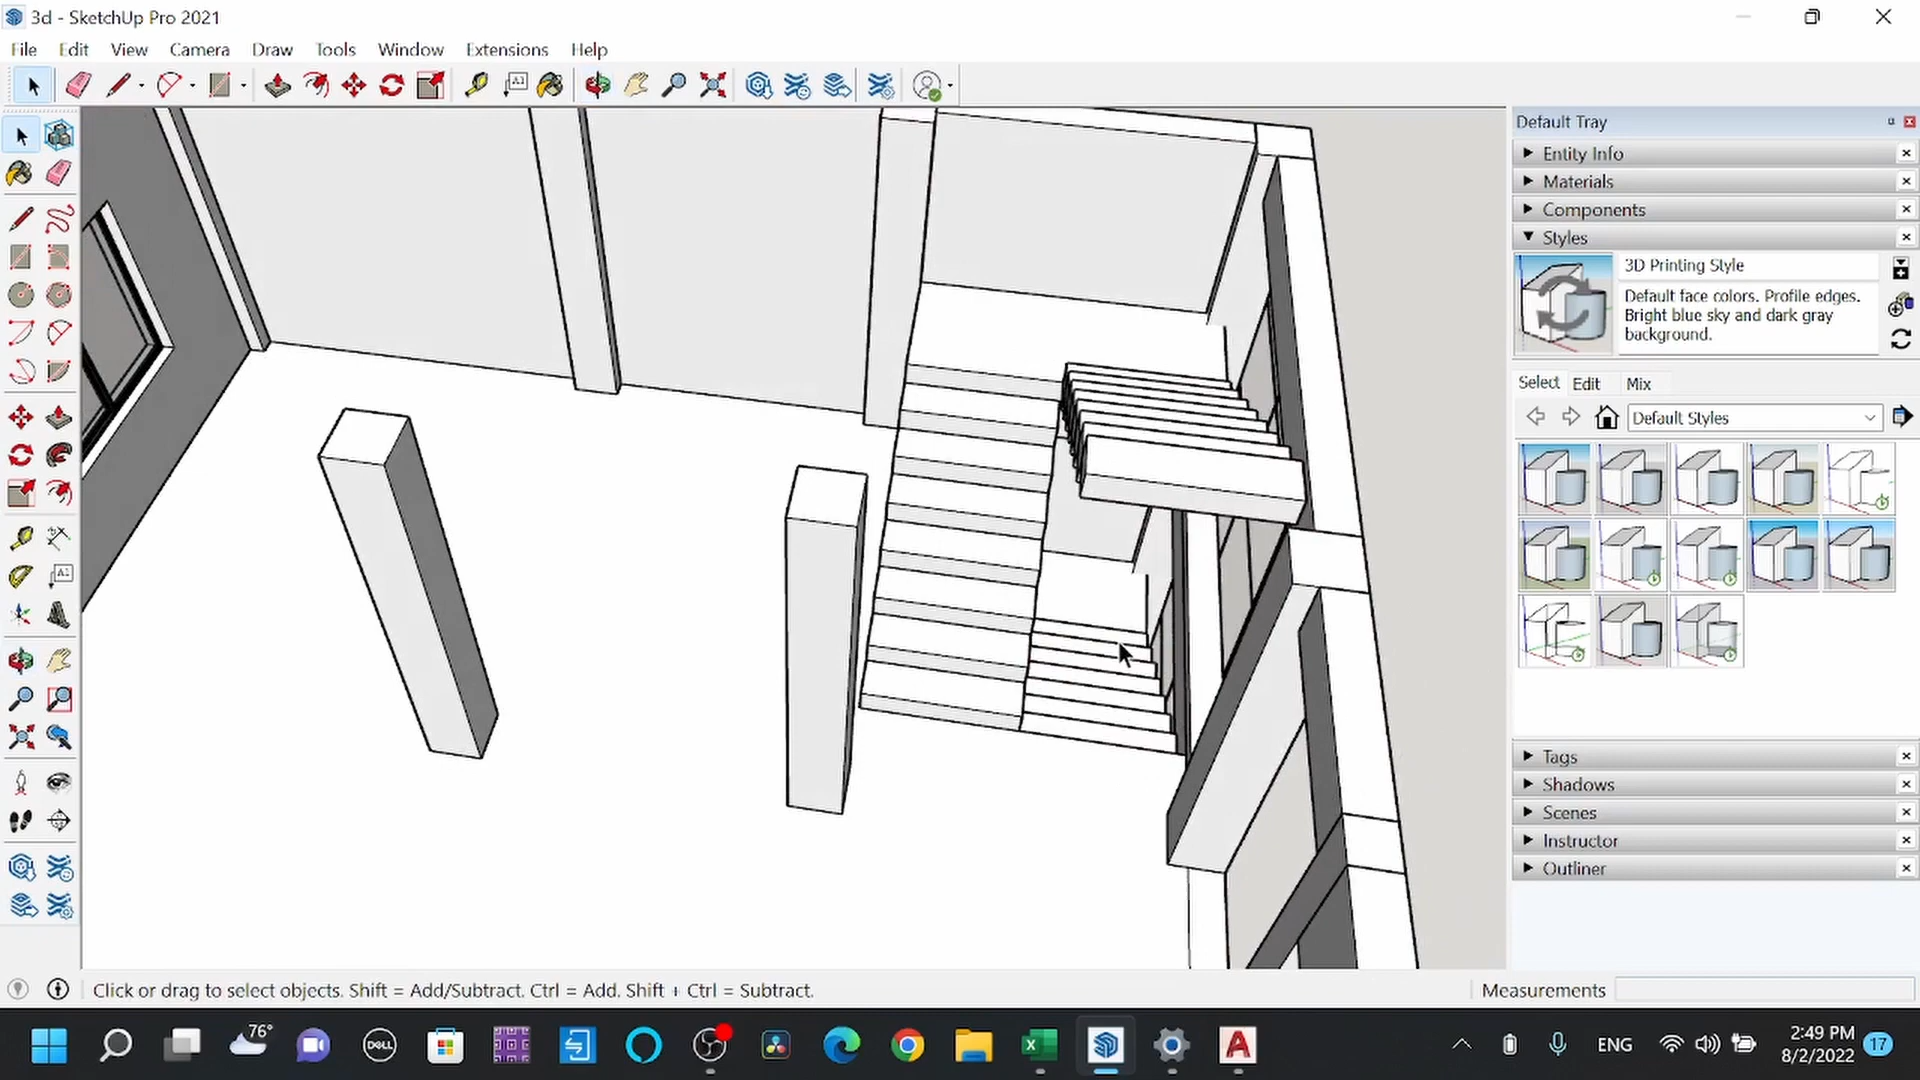 3d - SketchUp Pro 2021
File Edit View Camera Draw Tools Window Extensions Help
A1
Default Tray
Entity Info
Materials
Components
Styles
3D Printing Style
Default face colors. Profile edges.
Bright blue sky and dark gray
background.
Select Edit Mix
Default Styles
A1
Tags
Shadows
Scenes
Instructor
Outliner
Click or drag to select objects. Shift = Add/Subtract. Ctrl = Add. Shift + Ctrl = Subtract.
Measurements
76°
DELL
X
A
ENG
2:49 PM
8/2/2022
17